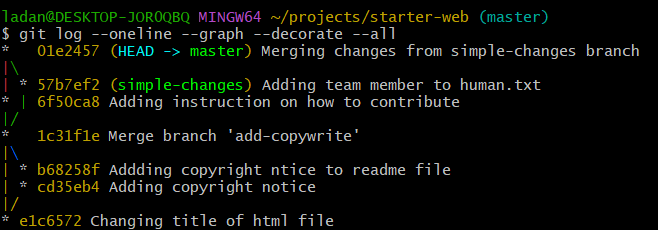 ladan@DESKTOP-JOROQBQ MINGW64 ~/projects/starter-web (master)
$ git log --oneline --graph --decorate --all
*   01e2457 (HEAD -> master) Merging changes from simple-changes branch
|\
| * 57b7ef2 (simple-changes) Adding team member to human.txt
* | 6f50ca8 Adding instruction on how to contribute
|/
*   1c31f1e Merge branch 'add-copywrite'
|\
| * b68258f Addding copyright ntice to readme file
| * cd35eb4 Adding copyright notice
|/
* e1c6572 Changing title of html file